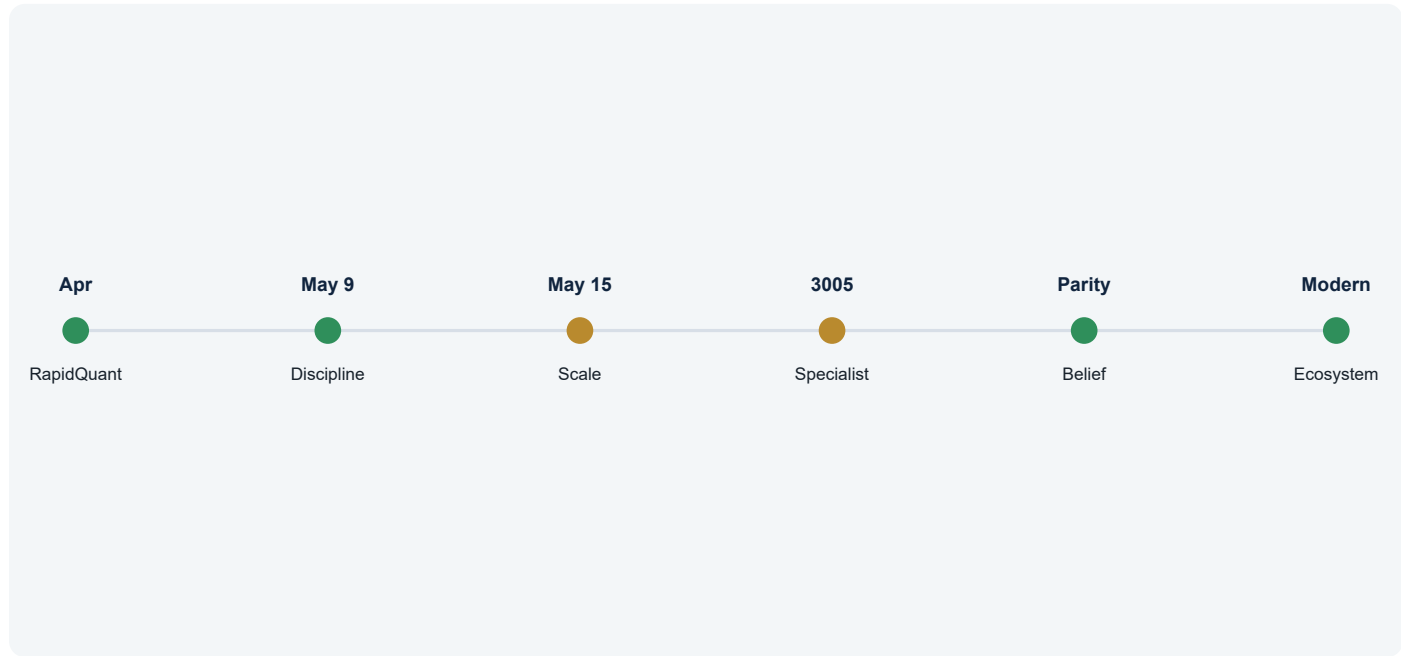 Apr
May 9
May 15
3005
Parity
Modern
RapidQuant
Discipline
Scale
Specialist
Belief
Ecosystem